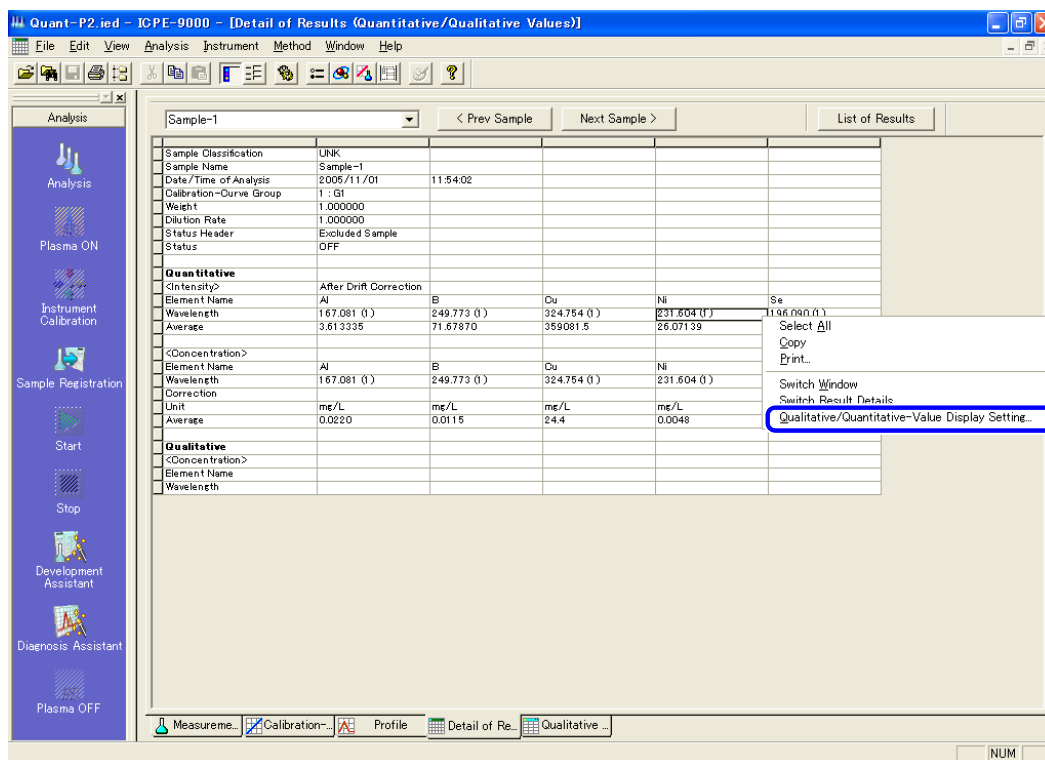 Quant-P2.ied - ICPE-9000 - [Detail of Results (Quantitative/Qualitative Values)]
File Edit View Analysis Instrument Method Window Help
Analysis
Sample-1 < Prev Sample Next Sample > List of Results
Sample Classification UNK
Sample Name Sample-1
Date/Time of Analysis 2005/11/01 11:54:02
Calibration-Curve Group 1 : G1
Weight 1.000000
Dilution Rate 1.000000
Status Header Excluded Sample
Status OFF
Quantitative
<Intensity> After Drift Correction
Element Name Al B Cu Ni Se
Wavelength 167.081 (1) 249.773 (1) 324.754 (1) 231.604 (1) 196.090 (1)
Average 3.613335 71.67870 359081.5 26.07139
<Concentration>
Element Name Al B Cu Ni
Wavelength 167.081 (1) 249.773 (1) 324.754 (1) 231.604 (1)
Correction
Unit mg/L mg/L mg/L mg/L
Average 0.0220 0.0115 24.4 0.0048
Qualitative
<Concentration>
Element Name
Wavelength
Select All
Copy
Print...
Switch Window
Switch Result Details
Qualitative/Quantitative-Value Display Setting...
Analysis
Plasma ON
Instrument
Calibration
Sample Registration
Start
Stop
Development
Assistant
Diagnosis Assistant
Plasma OFF
Measureme... Calibration-... Profile Detail of Re... Qualitative ...
NUM